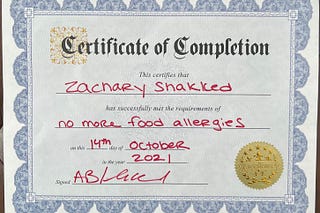 Certificate of Completion
This certifies that
Zachary Shakked
has successfully met the requirements of
no more food allergies
on this 14th day of October
in the year 2021
Signed